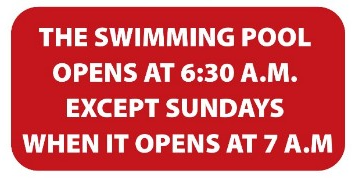 THE SWIMMING POOL
OPENS AT 6:30 A.M.
EXCEPT SUNDAYS
WHEN IT OPENS AT 7 A.M